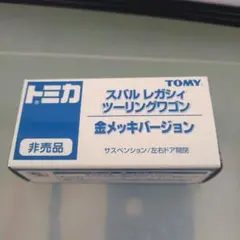 トミカ
TOMY
スバル レガシィ
ツーリングワゴン
金メッキバージョン
非売品
サスペンション/左右ドア開閉